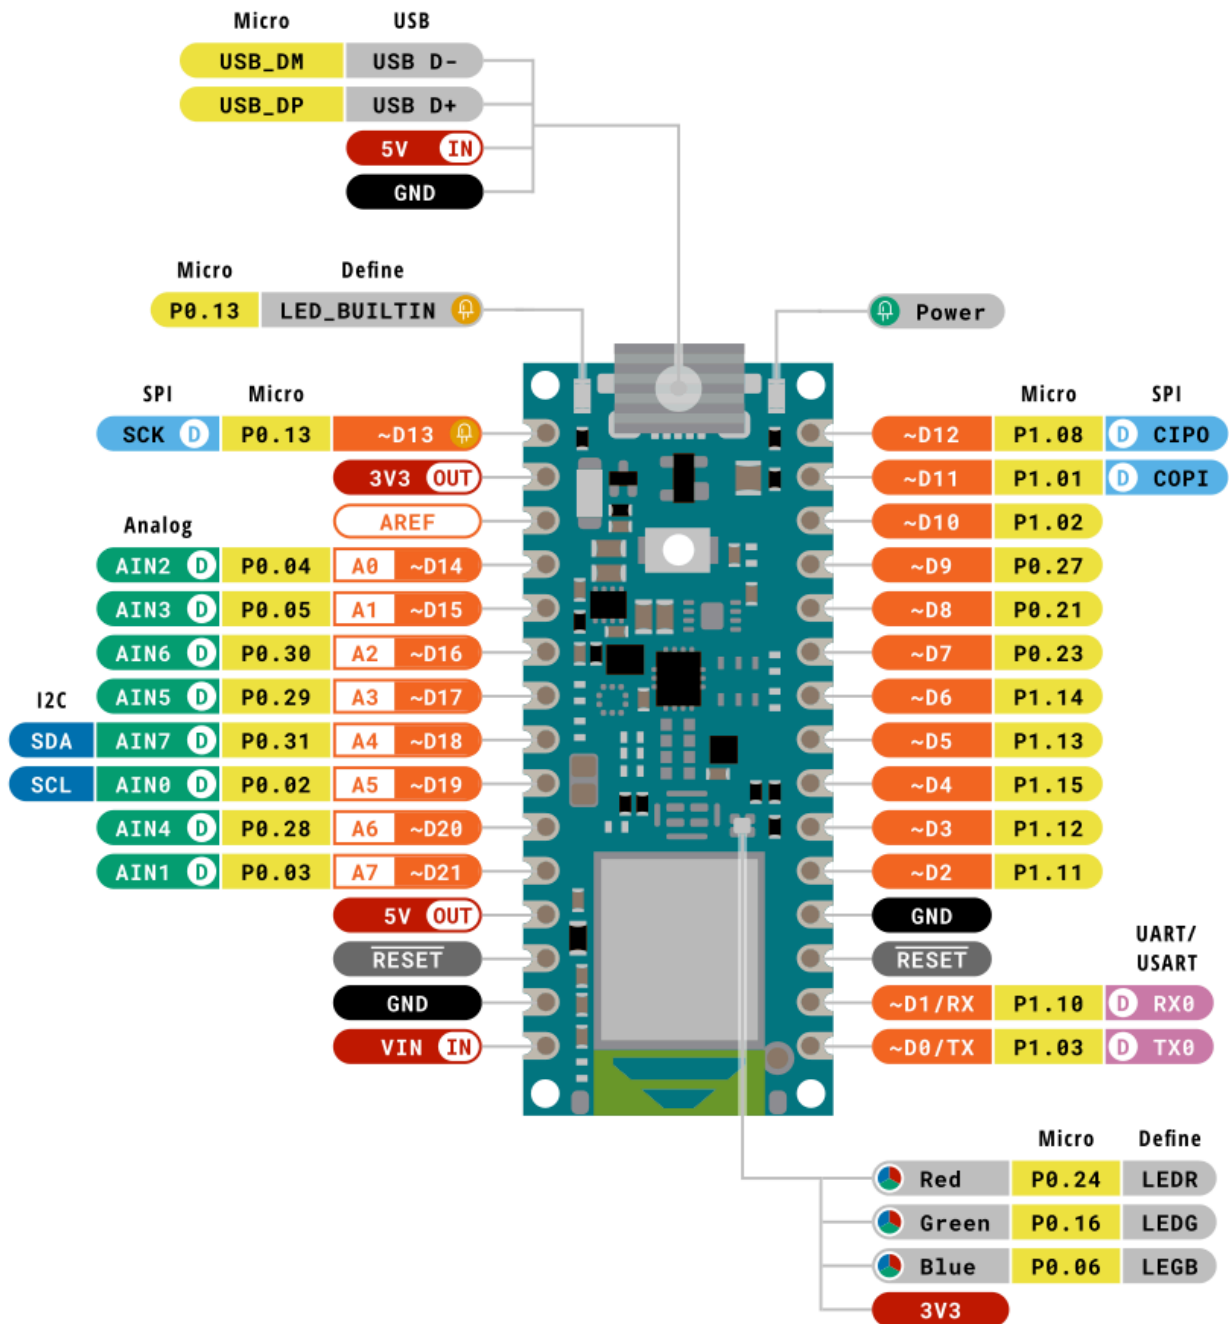 Micro USB
USB_DM USB D-
USB_DP USB D+
5V IN
GND
Micro Define
P0.13 LED_BUILTIN
Power
SPI Micro
SCK D P0.13 ~D13
3V3 OUT
AREF
Analog
AIN2 D P0.04 A0 ~D14
AIN3 D P0.05 A1 ~D15
AIN6 D P0.30 A2 ~D16
I2C
AIN5 D P0.29 A3 ~D17
SDA AIN7 D P0.31 A4 ~D18
SCL AIN0 D P0.02 A5 ~D19
AIN4 D P0.28 A6 ~D20
AIN1 D P0.03 A7 ~D21
5V OUT
RESET
GND
VIN IN
Micro SPI
~D12 P1.08 D CIPO
~D11 P1.01 D COPI
~D10 P1.02
~D9 P0.27
~D8 P0.21
~D7 P0.23
~D6 P1.14
~D5 P1.13
~D4 P1.15
~D3 P1.12
~D2 P1.11
GND
UART/
USART
RESET
~D1/RX P1.10 D RX0
~D0/TX P1.03 D TX0
Micro Define
Red P0.24 LEDR
Green P0.16 LEDG
Blue P0.06 LEGB
3V3